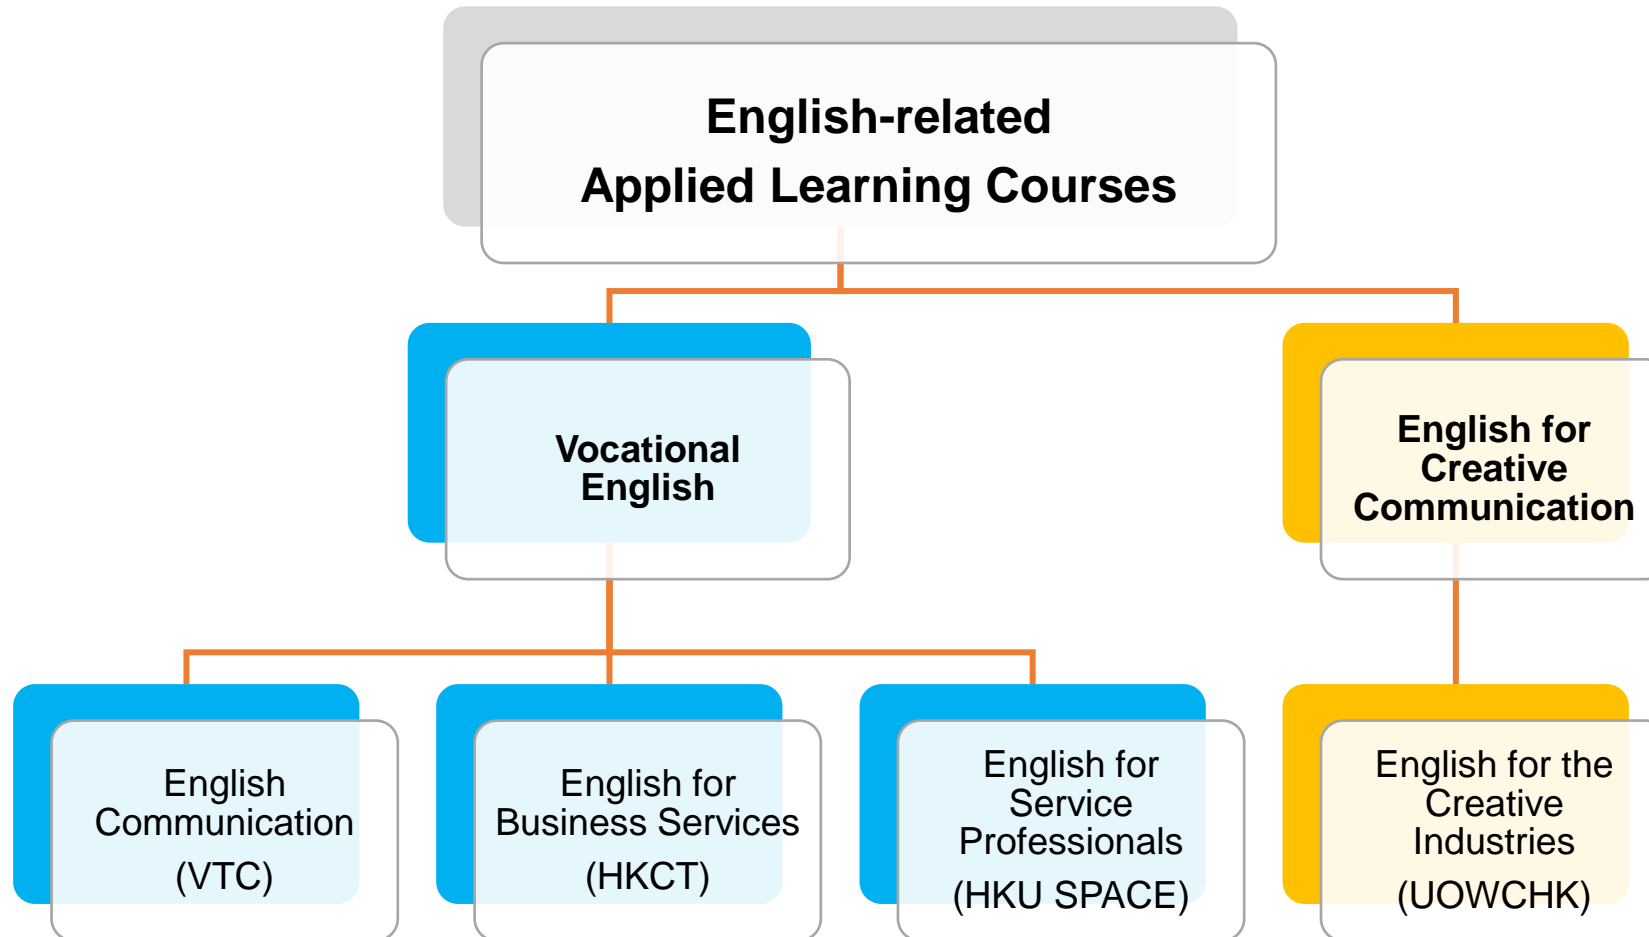 English-related
Applied Learning Courses
Vocational
English
English for
Creative
Communication
English
Communication
(VTC)
English for
Business Services
(HKCT)
English for
Service
Professionals
(HKU SPACE)
English for the
Creative
Industries
(UOWCHK)